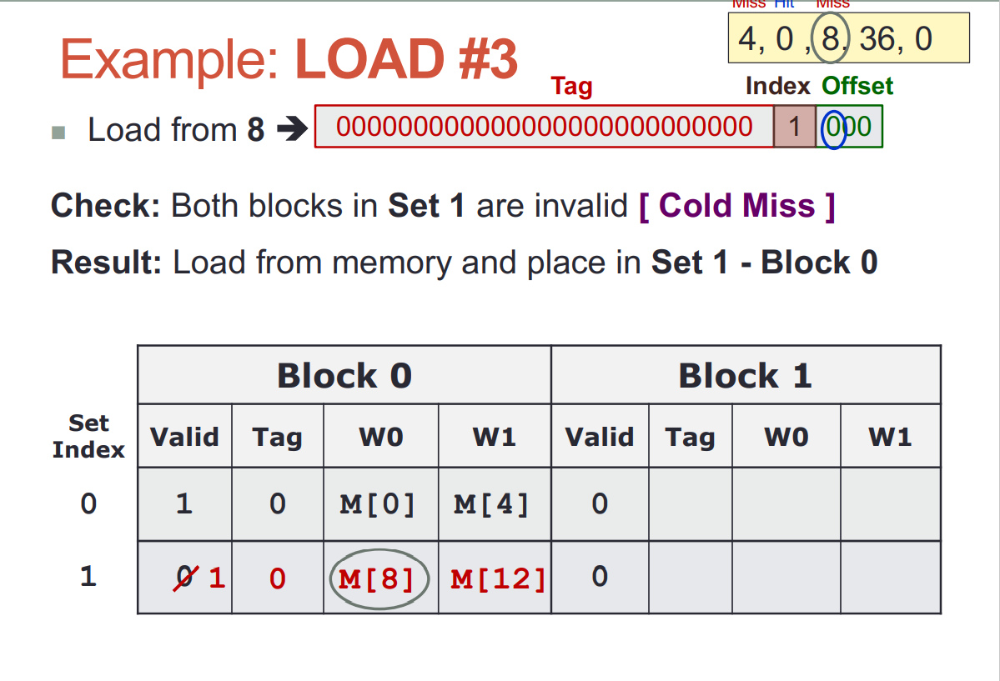 Miss Hit Miss
4, 0 , 8, 36, 0
Example: LOAD #3
Tag Index Offset
■ Load from 8 ➔ 0000000000000000000000000000 1 000
Check: Both blocks in Set 1 are invalid [ Cold Miss ]
Result: Load from memory and place in Set 1 - Block 0
Block 0 Block 1
Set Index Valid Tag W0 W1 Valid Tag W0 W1
0 1 0 M[0] M[4] 0
1 0 1 0 M[8] M[12] 0